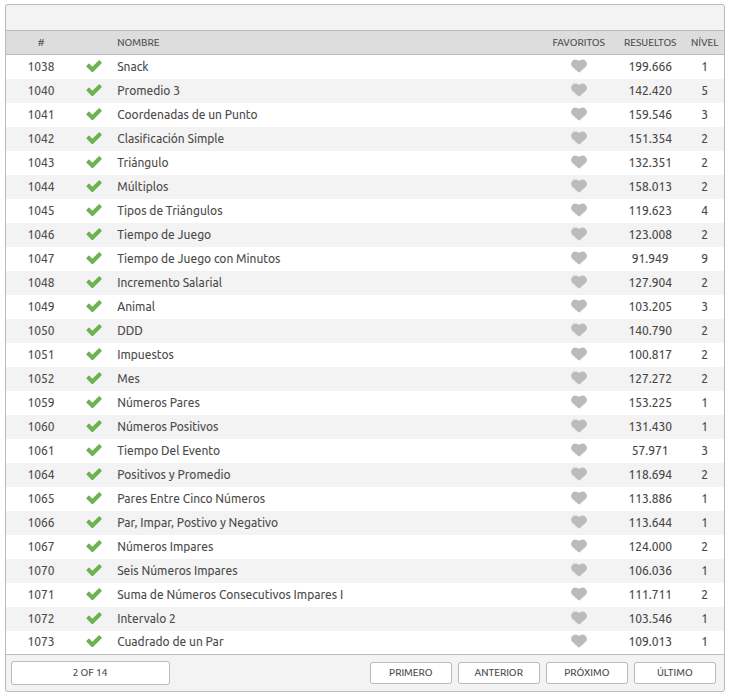 # NOMBRE FAVORITOS RESUELTOS NÍVEL
1038 Snack 199.666 1
1040 Promedio 3 142.420 5
1041 Coordenadas de un Punto 159.546 3
1042 Clasificación Simple 151.354 2
1043 Triángulo 132.351 2
1044 Múltiplos 158.013 2
1045 Tipos de Triángulos 119.623 4
1046 Tiempo de Juego 123.008 2
1047 Tiempo de Juego con Minutos 91.949 9
1048 Incremento Salarial 127.904 2
1049 Animal 103.205 3
1050 DDD 140.790 2
1051 Impuestos 100.817 2
1052 Mes 127.272 2
1059 Números Pares 153.225 1
1060 Números Positivos 131.430 1
1061 Tiempo Del Evento 57.971 3
1064 Positivos y Promedio 118.694 2
1065 Pares Entre Cinco Números 113.886 1
1066 Par, Impar, Postivo y Negativo 113.644 1
1067 Números Impares 124.000 2
1070 Seis Números Impares 106.036 1
1071 Suma de Números Consecutivos Impares I 111.711 2
1072 Intervalo 2 103.546 1
1073 Cuadrado de un Par 109.013 1
2 OF 14 PRIMERO ANTERIOR PRÓXIMO ÚLTIMO